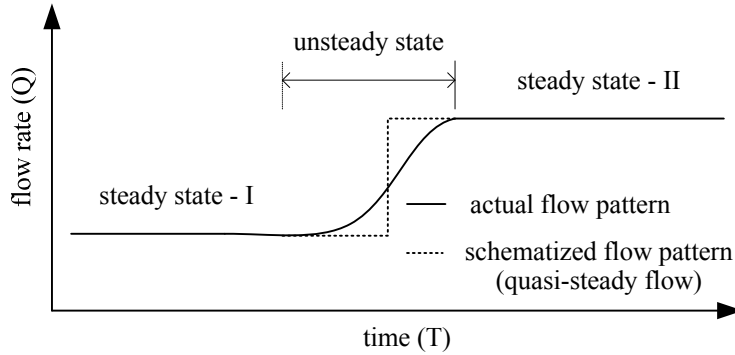 unsteady state
steady state - II
flow rate (Q)
steady state - I
actual flow pattern
schematized flow pattern
(quasi-steady flow)
time (T)